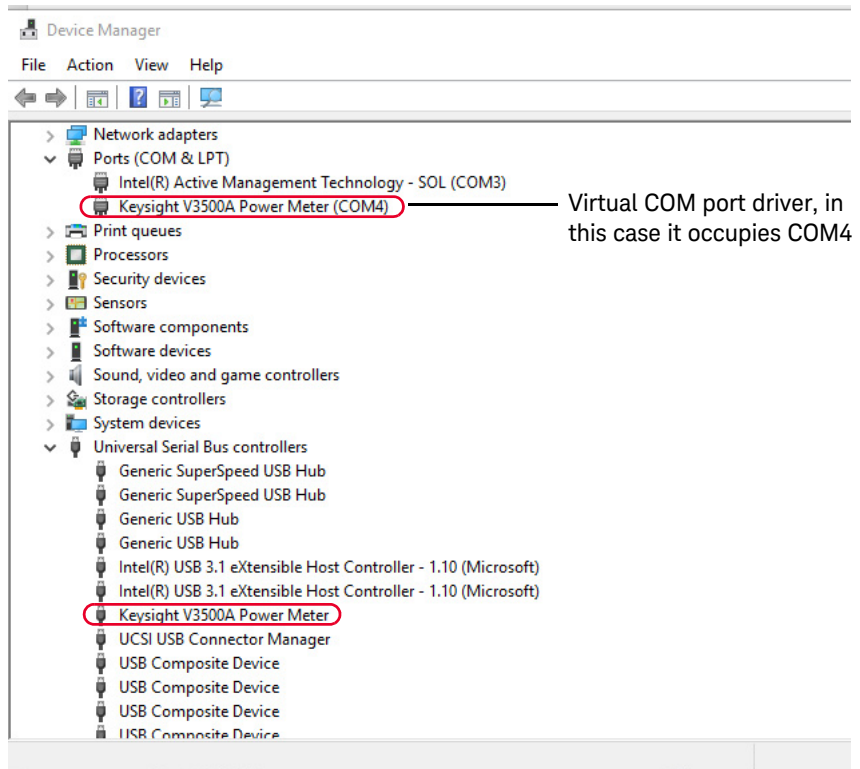 Device Manager
File Action View Help
Network adapters
Ports (COM & LPT)
Intel(R) Active Management Technology - SOL (COM3)
Keysight V3500A Power Meter (COM4)
Virtual COM port driver, in
this case it occupies COM4
Print queues
Processors
Security devices
Sensors
Software components
Software devices
Sound, video and game controllers
Storage controllers
System devices
Universal Serial Bus controllers
Generic SuperSpeed USB Hub
Generic SuperSpeed USB Hub
Generic USB Hub
Generic USB Hub
Intel(R) USB 3.1 eXtensible Host Controller - 1.10 (Microsoft)
Intel(R) USB 3.1 eXtensible Host Controller - 1.10 (Microsoft)
Keysight V3500A Power Meter
UCSI USB Connector Manager
USB Composite Device
USB Composite Device
USB Composite Device
USB Composite Device